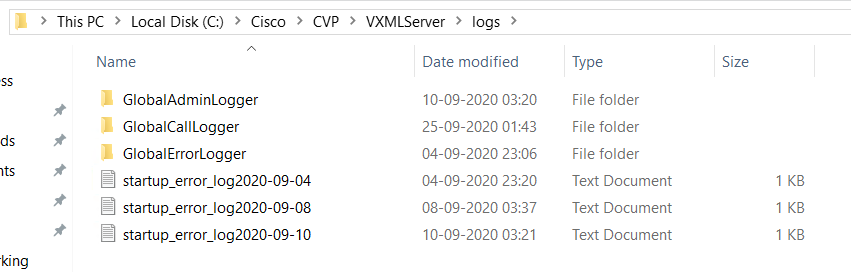 This PC > Local Disk (C:) > Cisco > CVP > VXMLServer > logs >
Name Date modified Type Size
ess
GlobalAdminLogger 10-09-2020 03:20 File folder
GlobalCallLogger 25-09-2020 01:43 File folder
rds
GlobalErrorLogger 04-09-2020 23:06 File folder
nts
startup_error_log2020-09-04 04-09-2020 23:20 Text Document 1 KB
startup_error_log2020-09-08 08-09-2020 03:37 Text Document 1 KB
startup_error_log2020-09-10 10-09-2020 03:21 Text Document 1 KB
rking